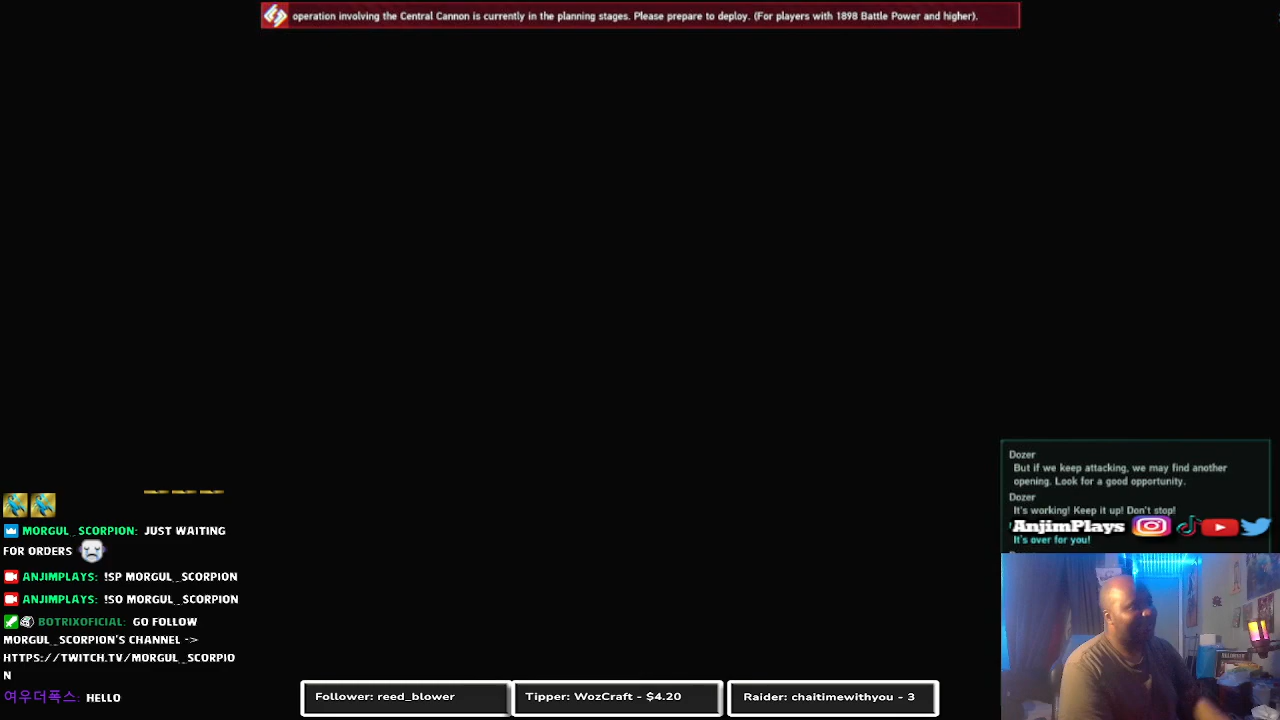 operation involving the Central Cannon is currently in the planning stages. Please prepare to deploy. (For players with 1898 Battle Power and higher).
Dozer
But if we keep attacking, we may find another
opening. Look for a good opportunity.
Dozer
It's working! Keep it up! Don't stop!
AnjimPlays
It's over for you!
MORGUL_SCORPION: JUST WAITING
FOR ORDERS
ANJIMPLAYS: !SP MORGUL_SCORPION
ANJIMPLAYS: !SO MORGUL_SCORPION
BOTRIXOFICIAL: GO FOLLOW
MORGUL_SCORPION'S CHANNEL ->
HTTPS://TWITCH.TV/MORGUL_SCORPIO
N
여우더폭스: HELLO
Follower: reed_blower
Tipper: WozCraft - $4.20
Raider: chaitimewithyou - 3